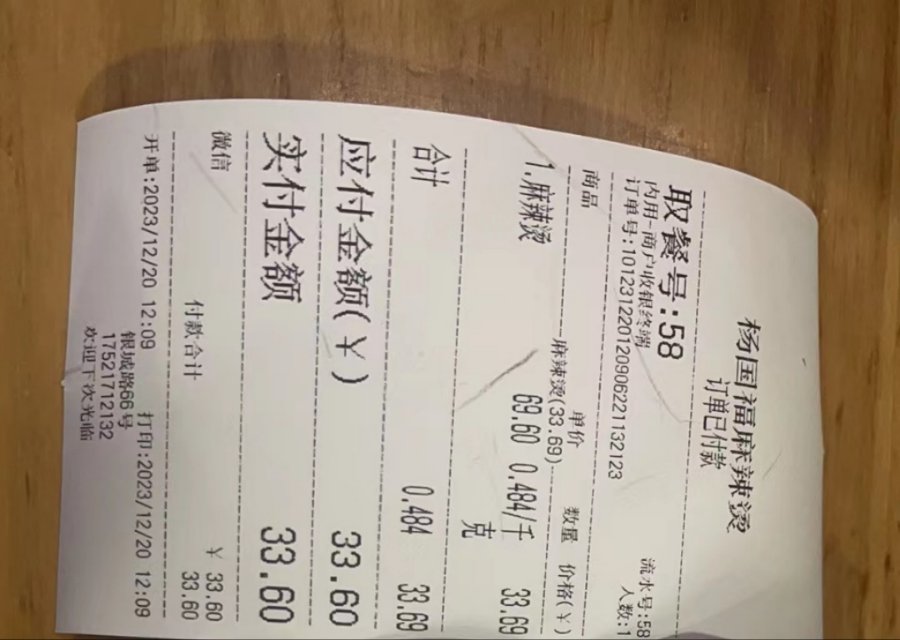 杨国福麻辣烫
订单已付款
取餐号:58
流水号:58
内用-商户收银终端
人数:1
订单号:101231220120906221132123
商品 单价 数量 价格(￥)
麻辣烫(33.69)
1.麻辣烫 69.60 0.484/千克 33.69
合计 0.484 33.69
应付金额(￥) 33.60
实付金额 33.60
微信 ￥ 33.60
付款合计 33.60
开单:2023/12/20 12:09 打印:2023/12/20 12:09
银城路66号
17521712132
欢迎下次光临